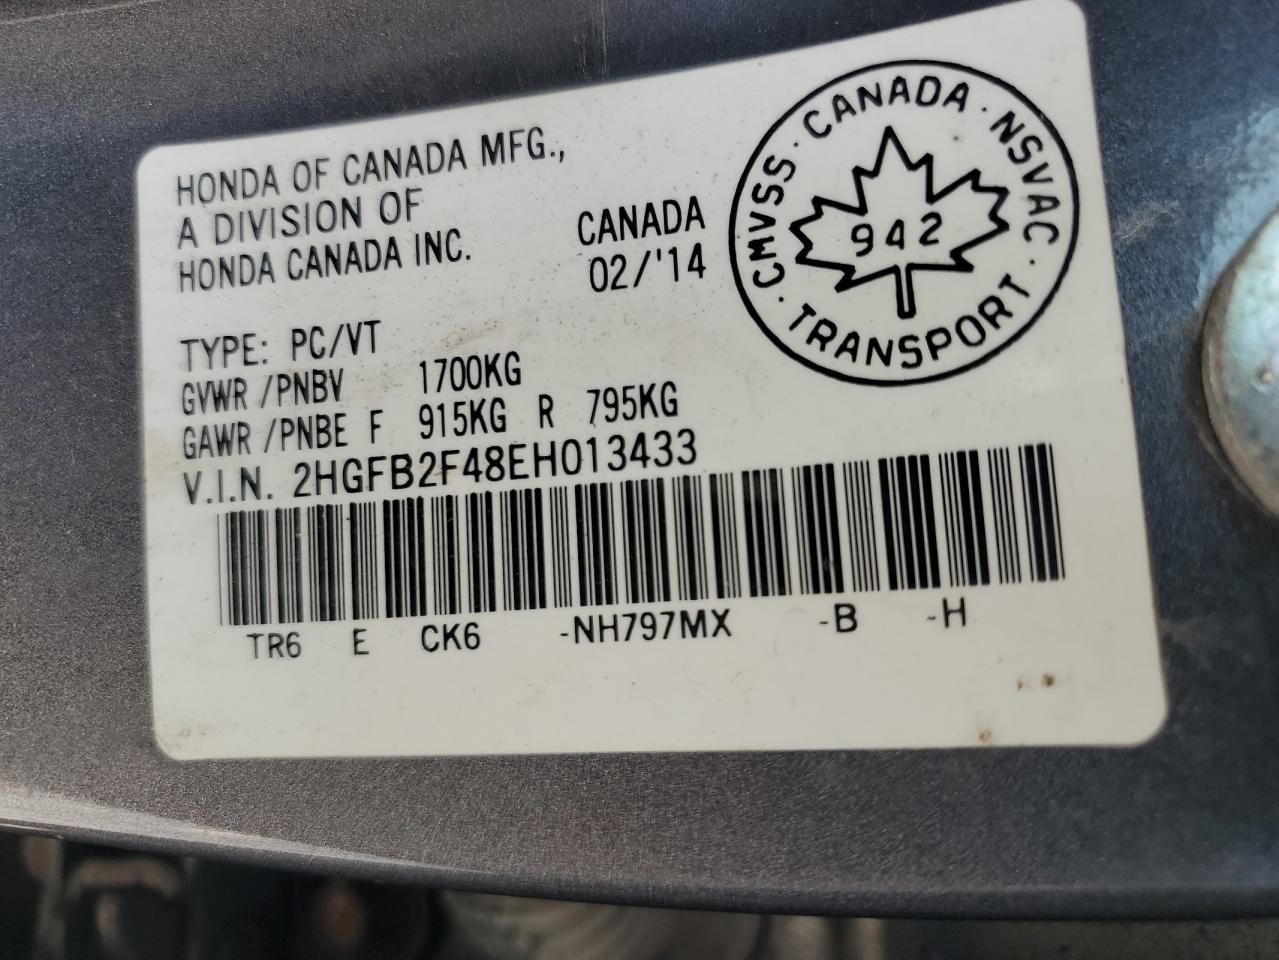 HONDA OF CANADA MFG.,
A DIVISION OF
HONDA CANADA INC.
CANADA
02/'14
CMVSS · CANADA · NSVAC ·
942
TRANSPORT
TYPE: PC/VT
GVWR /PNBV 1700KG
GAWR /PNBE F 915KG R 795KG
V.I.N. 2HGFB2F48EH013433
TR6 E CK6 -NH797MX -B -H